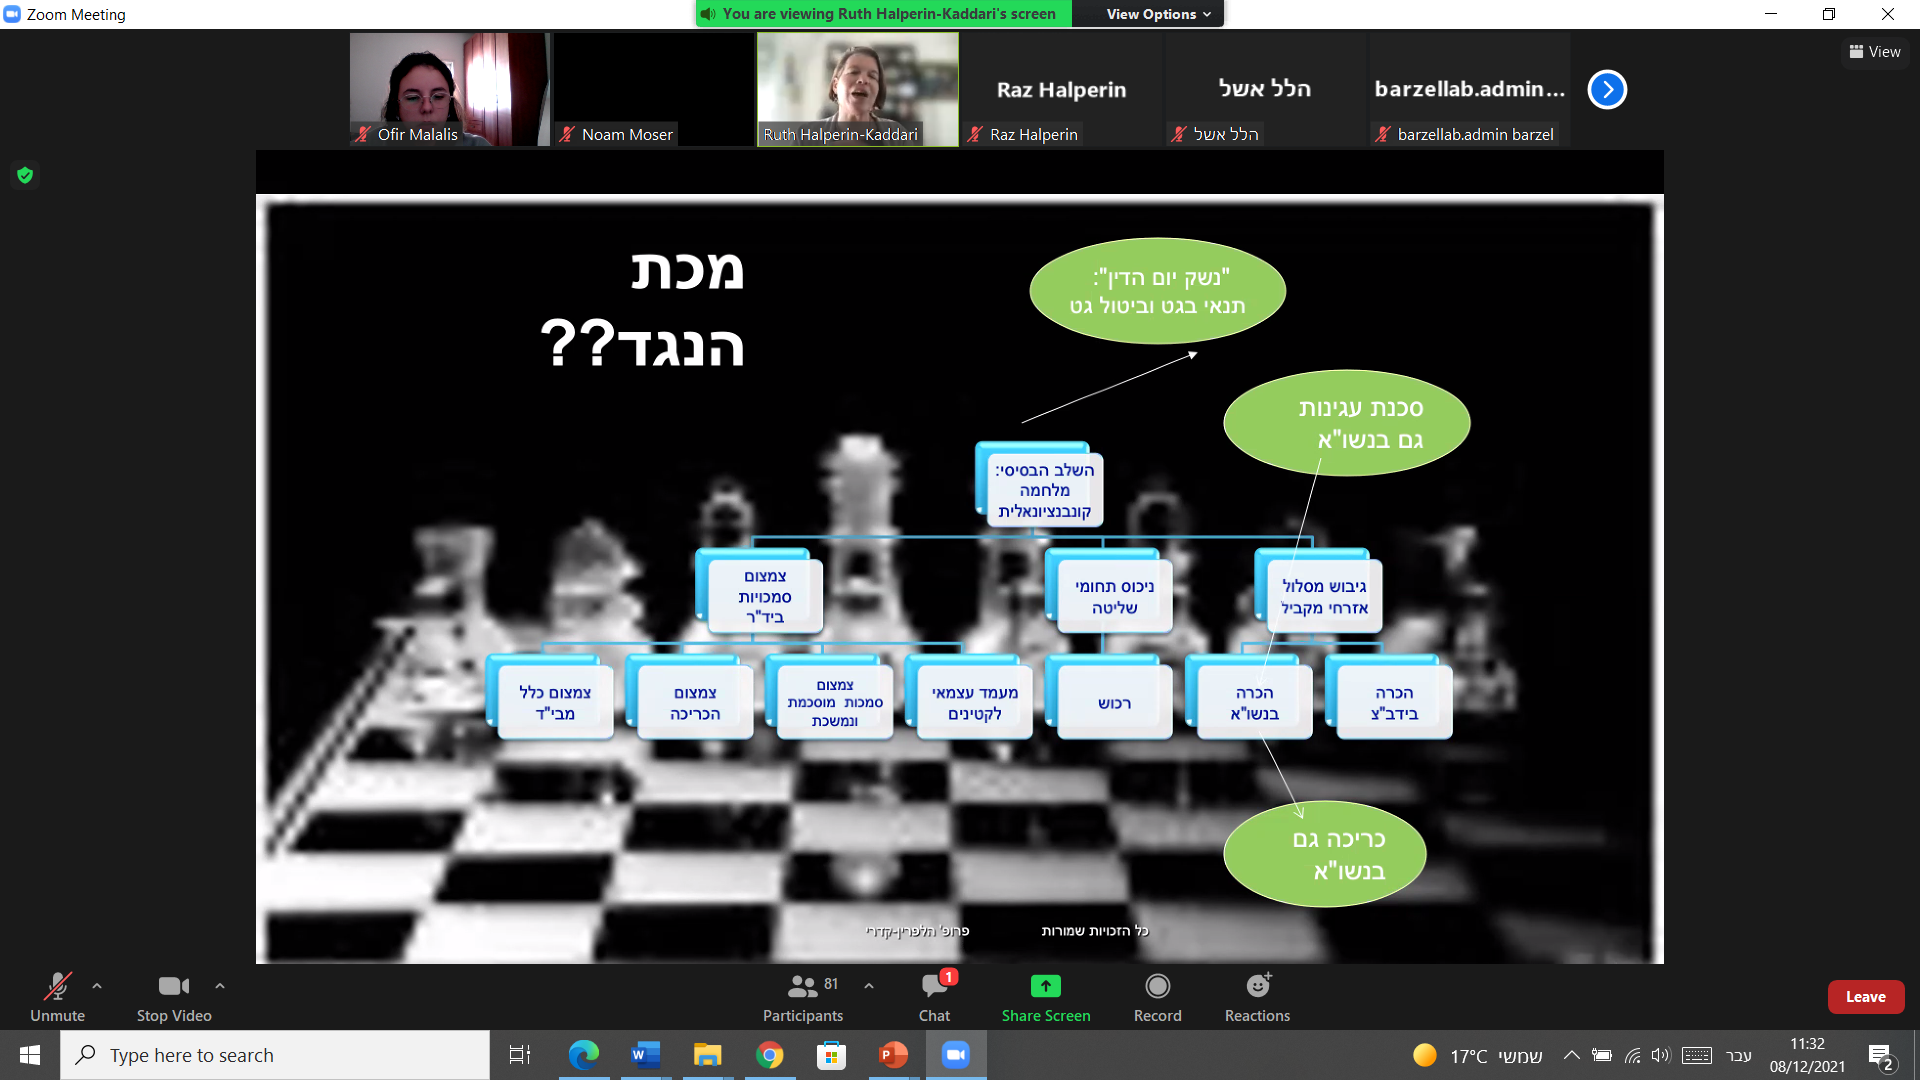 Zoom Meeting
You are viewing Ruth Halperin-Kaddari's screen
View Options
View
Raz Halperin
הלל אשל
barzellab.admin...
Ofir Malalis
Noam Moser
Ruth Halperin-Kaddari
Raz Halperin
הלל אשל
barzellab.admin barzel
מכת
הנגד??
"נשק יום הדין":
תנאי בגט וביטול גט
סכנת עגינות
גם בנשו"א
השלב הבסיסי:
מלחמה
קונבנציונאלית
גיבוש מסלול
אזרחי מקביל
ניכוס תחומי
שליטה
צמצום
סמכויות
ביד"ר
הכרה
בידב"צ
הכרה
בנשו"א
רכוש
מעמד עצמאי
לקטינים
צמצום
סמכות מוסכמת
ונמשכת
צמצום
הכריכה
צמצום כלל
מבי"ד
כריכה גם
בנשו"א
כל הזכויות שמורות
פרופ' הלפרין-קדרי
Unmute
Stop Video
81
Participants
1
Chat
Share Screen
Record
Reactions
Leave
Type here to search
17°C שמשי
עבר
11:32
08/12/2021
2